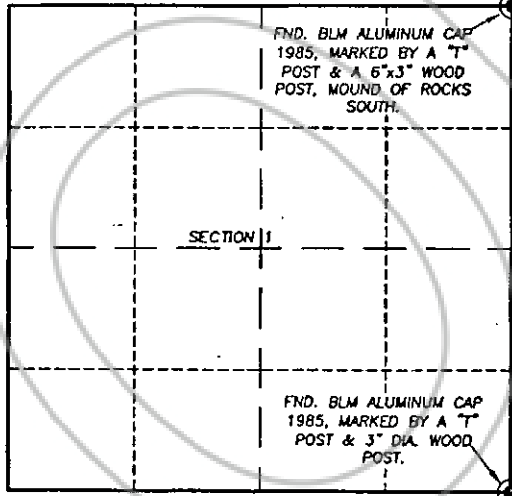 FND. BLM ALUMINUM CAP
1985, MARKED BY A "T"
POST & A 6"x3" WOOD
POST, MOUND OF ROCKS
SOUTH.
SECTION 1
FND. BLM ALUMINUM CAP
1985, MARKED BY A "T"
POST & 3" DIA. WOOD
POST.